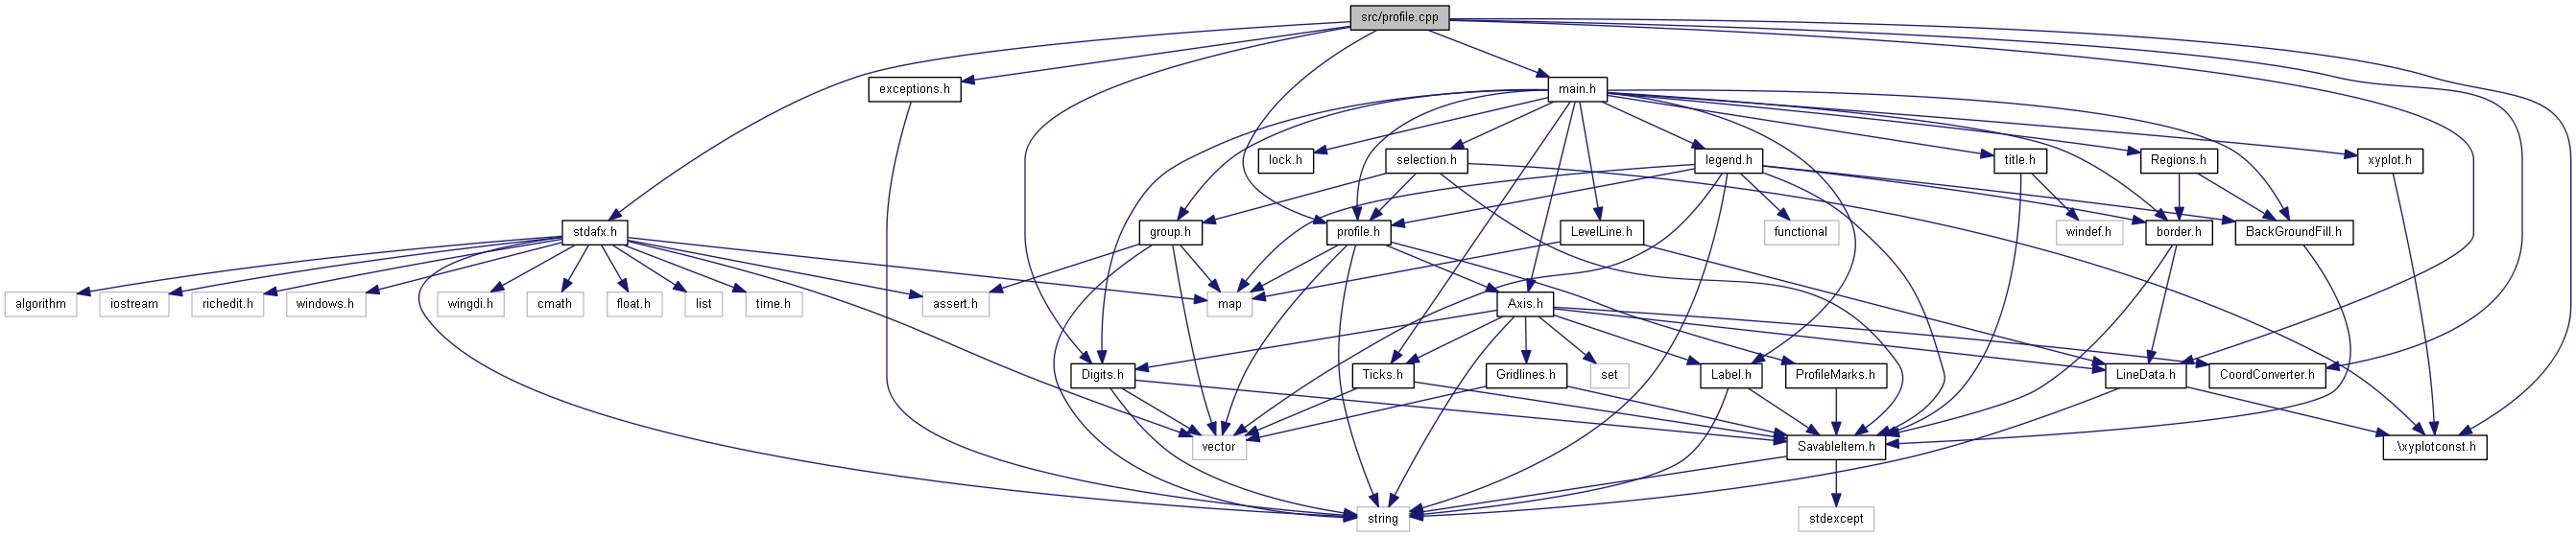 src/profile.cpp
exceptions.h
main.h
lock.h
selection.h
legend.h
title.h
Regions.h
xyplot.h
stdafx.h
group.h
profile.h
LevelLine.h
functional
windef.h
border.h
BackGroundFill.h
algorithm
iostream
richedit.h
windows.h
wingdi.h
cmath
float.h
list
time.h
assert.h
map
Axis.h
Digits.h
Ticks.h
Gridlines.h
set
Label.h
ProfileMarks.h
LineData.h
CoordConverter.h
vector
SavableItem.h
.\xyplotconst.h
string
stdexcept